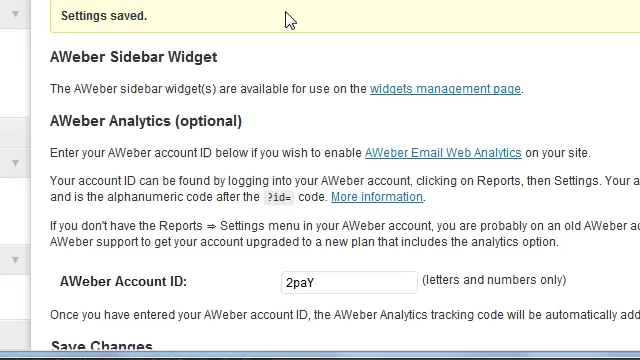 Settings saved.
AWeber Sidebar Widget
The AWeber sidebar widget(s) are available for use on the widgets management page.
AWeber Analytics (optional)
Enter your AWeber account ID below if you wish to enable AWeber Email Web Analytics on your site.
Your account ID can be found by logging into your AWeber account, clicking on Reports, then Settings. Your a
and is the alphanumeric code after the ?id= code. More information.
If you don't have the Reports ⇒ Settings menu in your AWeber account, you are probably on an old AWeber a
AWeber support to get your account upgraded to a new plan that includes the analytics option.
AWeber Account ID: 2paY (letters and numbers only)
Once you have entered your AWeber account ID, the AWeber Analytics tracking code will be automatically add
Save Changes